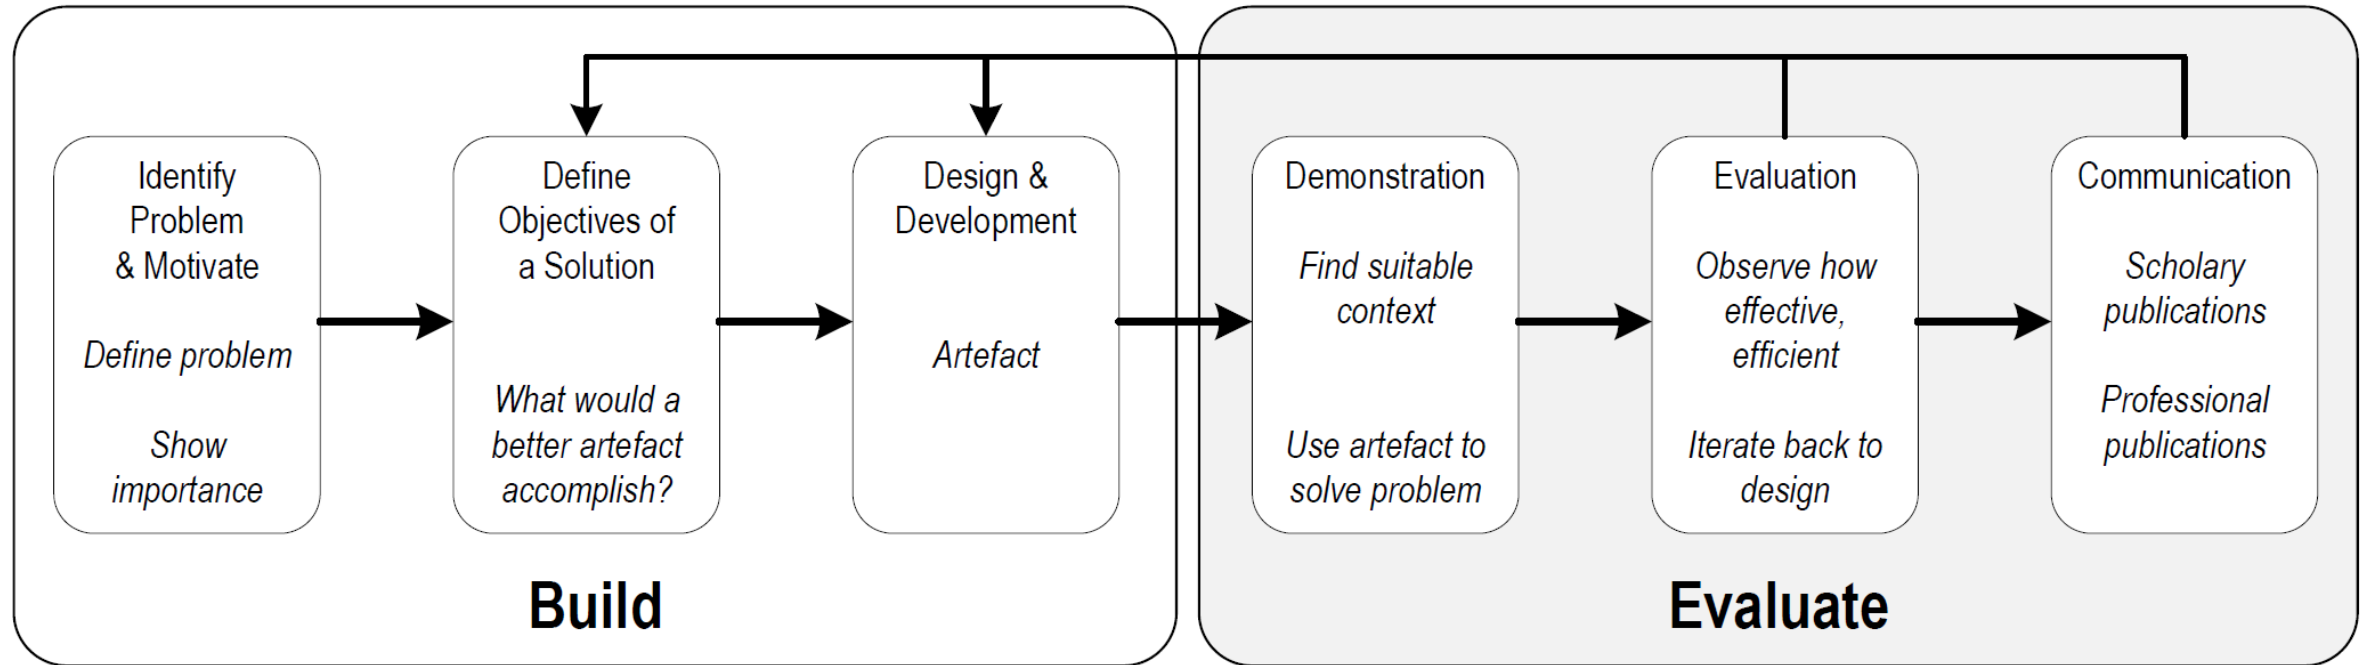 Identify
Problem
& Motivate
Define problem
Show
importance
Define
Objectives of
a Solution
What would a
better artefact
accomplish?
Design &
Development
Artefact
Build
Demonstration
Find suitable
context
Use artefact to
solve problem
Evaluation
Observe how
effective,
efficient
Iterate back to
design
Communication
Scholary
publications
Professional
publications
Evaluate